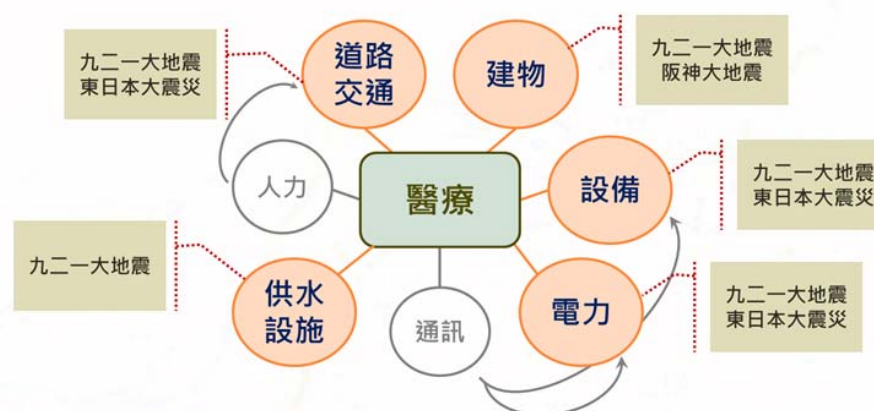 九二一大地震
東日本大震災
道路
交通
建物
九二一大地震
阪神大地震
人力
醫療
設備
九二一大地震
東日本大震災
九二一大地震
供水
設施
通訊
電力
九二一大地震
東日本大震災